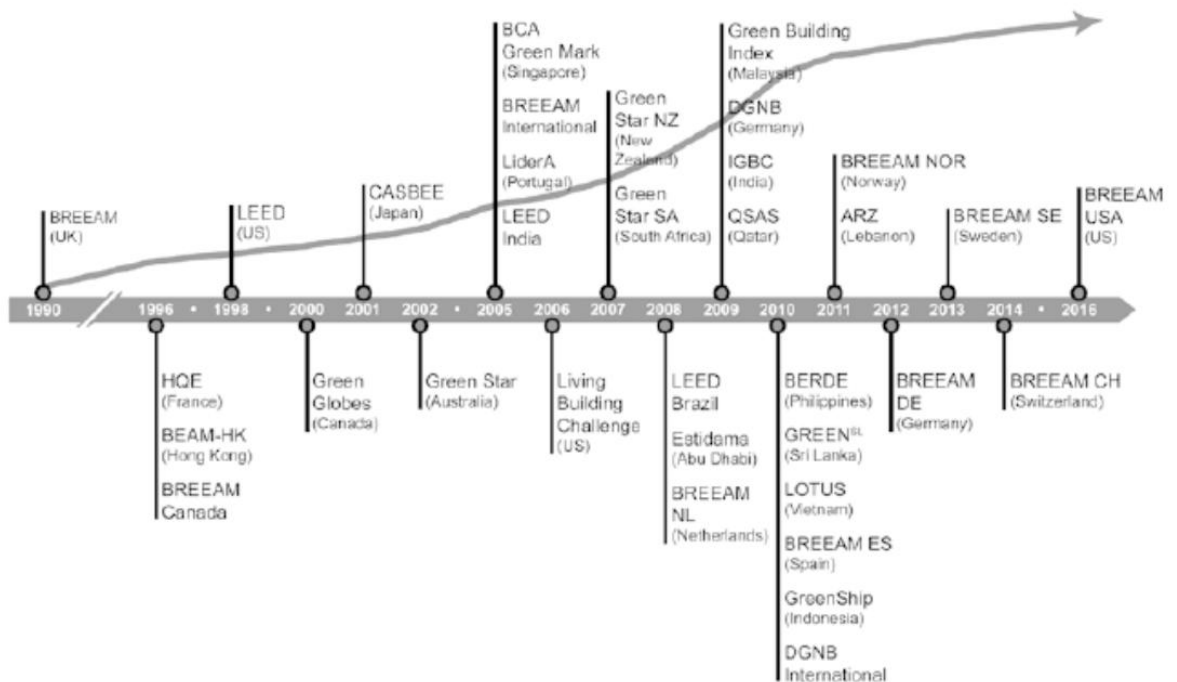 BCA
Green Mark
(Singapore)
BREEAM
International
LiderA
(Portugal)
LEED
India
Green
Star NZ
(New
Zealand)
Green
Star SA
(South Africa)
Green Building
Index
(Malaysia)
DGNB
(Germany)
IGBC
(India)
QSAS
(Qatar)
BREEAM
(UK)
LEED
(US)
CASBEE
(Japan)
BREEAM NOR
(Norway)
ARZ
(Lebanon)
BREEAM SE
(Sweden)
BREEAM
USA
(US)
1990 1996 • 1998 • 2000 2001 2002 • 2005 2006 2007 2008 2009 2010 2011 2012 2013 2014 • 2016
HQE
(France)
BEAM-HK
(Hong Kong)
BREEAM
Canada
Green
Globes
(Canada)
Green Star
(Australia)
Living
Building
Challenge
(US)
LEED
Brazil
Estidama
(Abu Dhabi)
BREEAM
NL
(Netherlands)
BERDE
(Philippines)
GREENSL
(Sri Lanka)
LOTUS
(Vietnam)
BREEAM ES
(Spain)
GreenShip
(Indonesia)
DGNB
International
BREEAM
DE
(Germany)
BREEAM CH
(Switzerland)